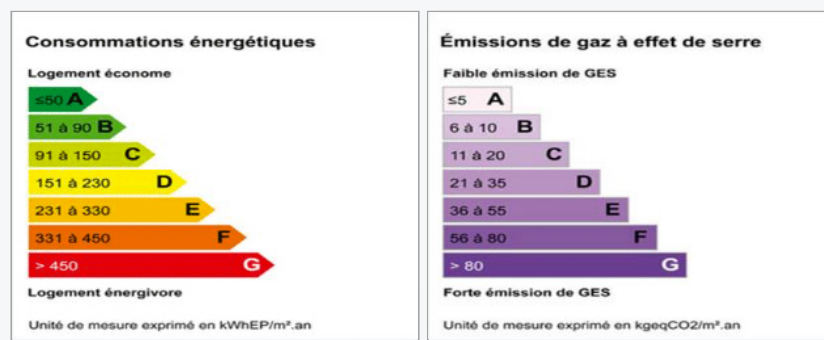 Consommations énergétiques
Logement économe
≤50 A
51 à 90 B
91 à 150 C
151 à 230 D
231 à 330 E
331 à 450 F
> 450 G
Logement énergivore
Unité de mesure exprimé en kWhEP/m².an
Émissions de gaz à effet de serre
Faible émission de GES
≤5 A
6 à 10 B
11 à 20 C
21 à 35 D
36 à 55 E
56 à 80 F
> 80 G
Forte émission de GES
Unité de mesure exprimé en kgeqCO2/m².an